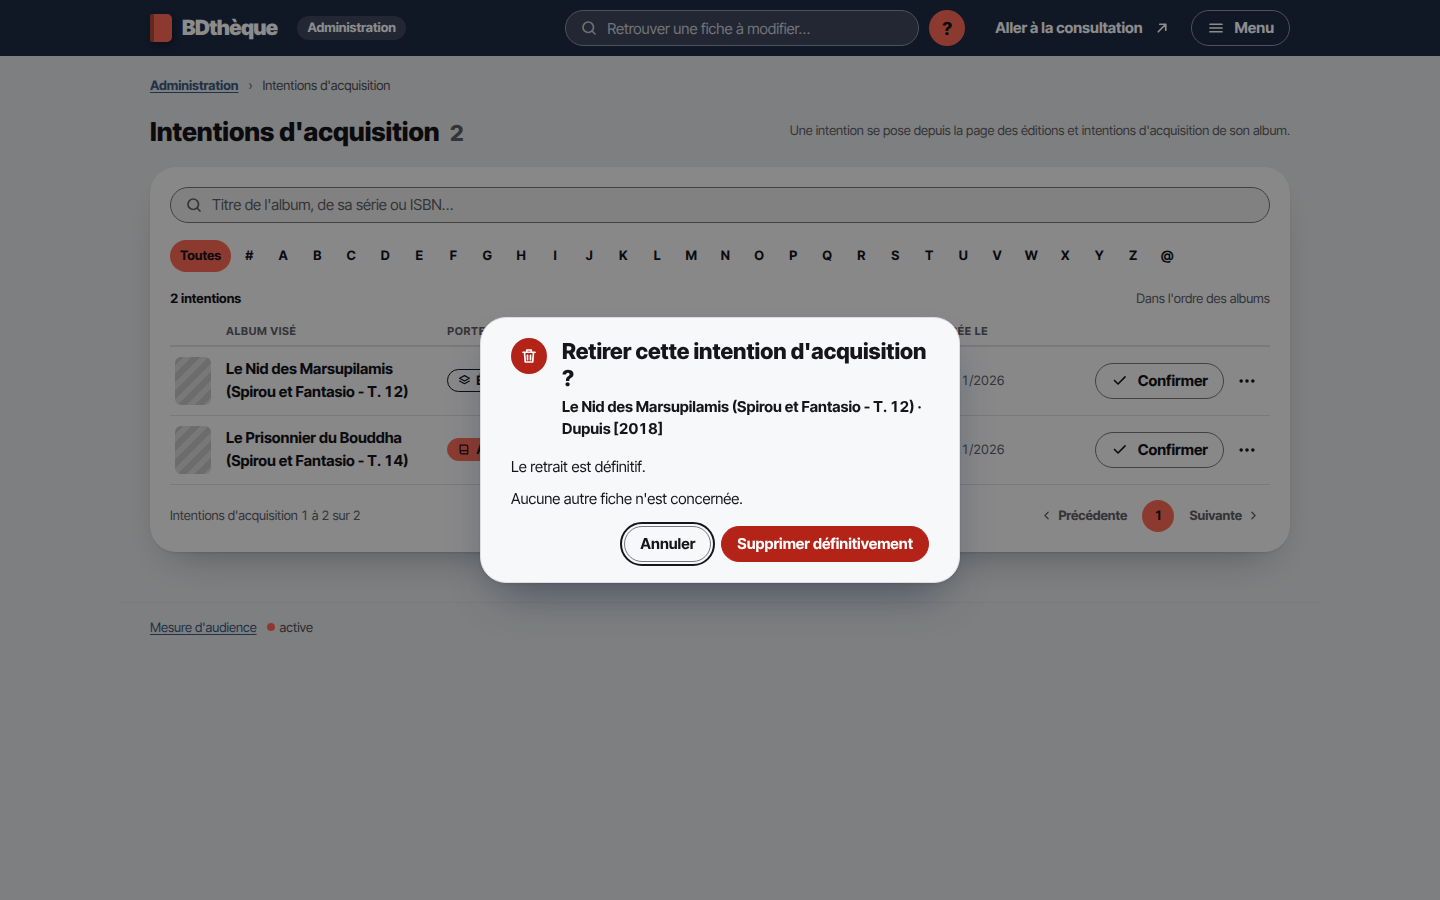 BDthèque Administration Retrouver une fiche à modifier... ? Aller à la consultation Menu
Administration › Intentions d'acquisition
Intentions d'acquisition 2
Une intention se pose depuis la page des éditions et intentions d'acquisition de son album.
Titre de l'album, de sa série ou ISBN...
Toutes # A B C D E F G H I J K L M N O P Q R S T U V W X Y Z @
2 intentions
Dans l'ordre des albums
ALBUM VISÉ
Le Nid des Marsupilamis
(Spirou et Fantasio - T. 12)
1/2026 Confirmer
Le Prisonnier du Bouddha
(Spirou et Fantasio - T. 14)
1/2026 Confirmer
Intentions d'acquisition 1 à 2 sur 2
Précédente 1 Suivante
Retirer cette intention d'acquisition
?
Le Nid des Marsupilamis (Spirou et Fantasio - T. 12) ·
Dupuis [2018]
Le retrait est définitif.
Aucune autre fiche n'est concernée.
Annuler Supprimer définitivement
Mesure d'audience active